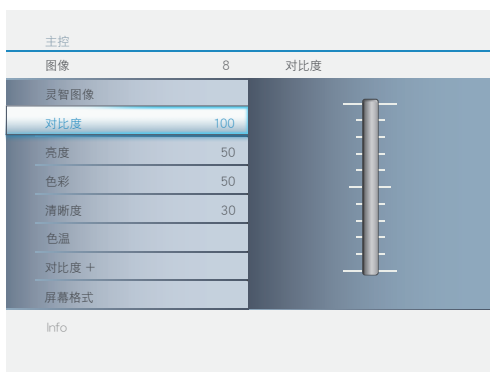 主控
图像 8 对比度
灵智图像
对比度 100
亮度 50
色彩 50
清晰度 30
色温
对比度 +
屏幕格式
Info